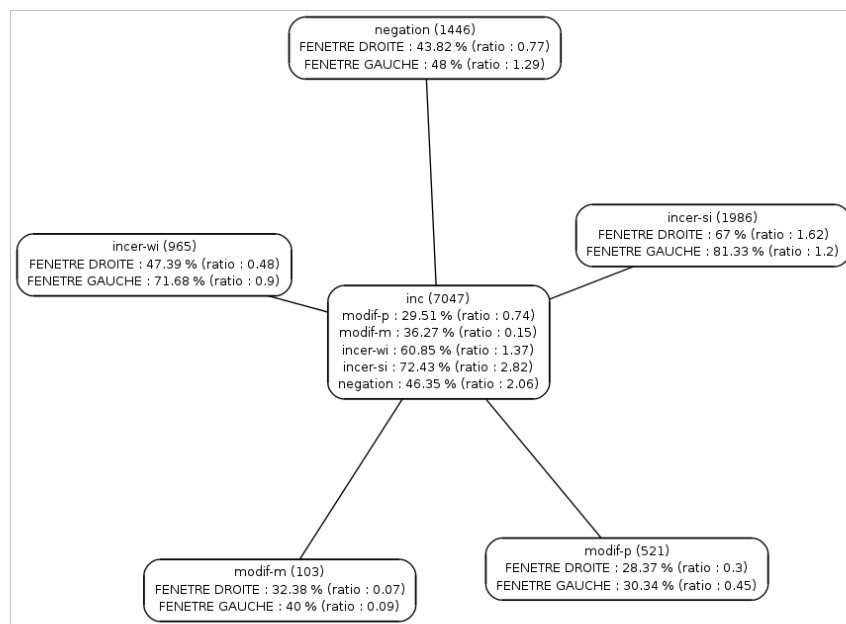 negation (1446)
FENETRE DROITE : 43.82 % (ratio : 0.77)
FENETRE GAUCHE : 48 % (ratio : 1.29)
incer-si (1986)
FENETRE DROITE : 67 % (ratio : 1.62)
FENETRE GAUCHE : 81.33 % (ratio : 1.2)
incer-wi (965)
FENETRE DROITE : 47.39 % (ratio : 0.48)
FENETRE GAUCHE : 71.68 % (ratio : 0.9)
inc (7047)
modif-p : 29.51 % (ratio : 0.74)
modif-m : 36.27 % (ratio : 0.15)
incer-wi : 60.85 % (ratio : 1.37)
incer-si : 72.43 % (ratio : 2.82)
negation : 46.35 % (ratio : 2.06)
modif-p (521)
FENETRE DROITE : 28.37 % (ratio : 0.3)
FENETRE GAUCHE : 30.34 % (ratio : 0.45)
modif-m (103)
FENETRE DROITE : 32.38 % (ratio : 0.07)
FENETRE GAUCHE : 40 % (ratio : 0.09)